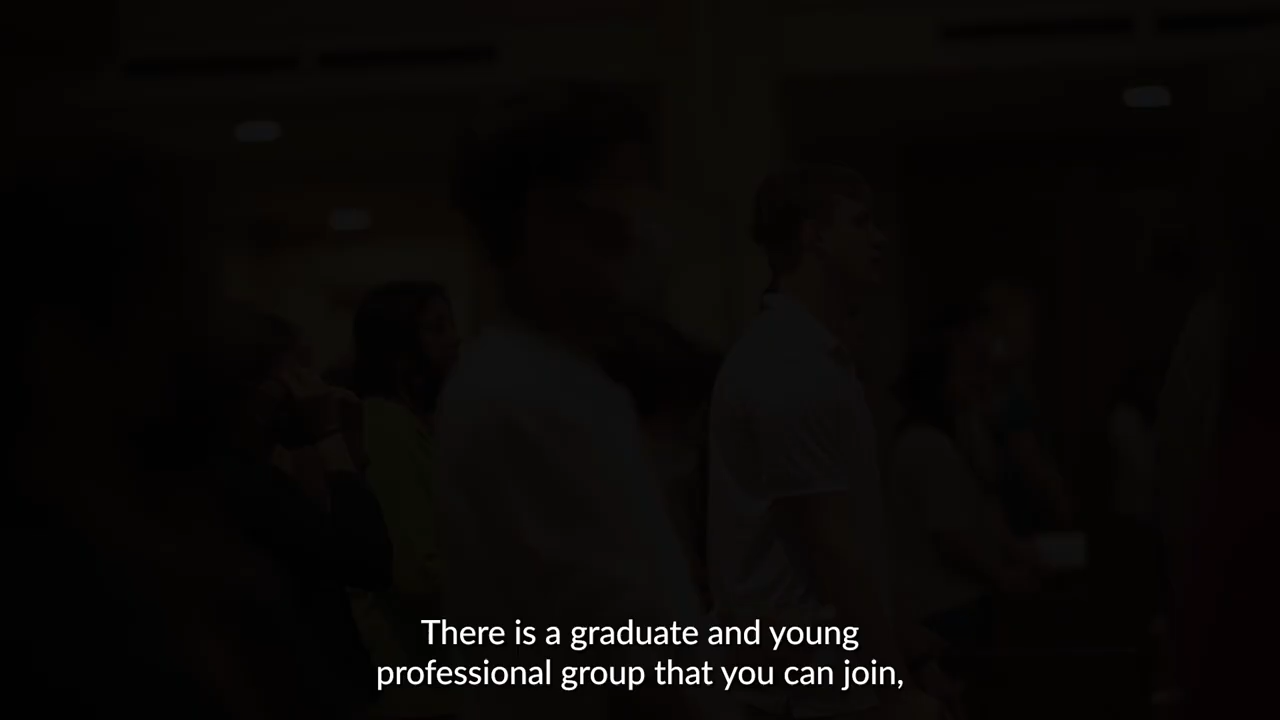 There is a graduate and young
professional group that you can join,